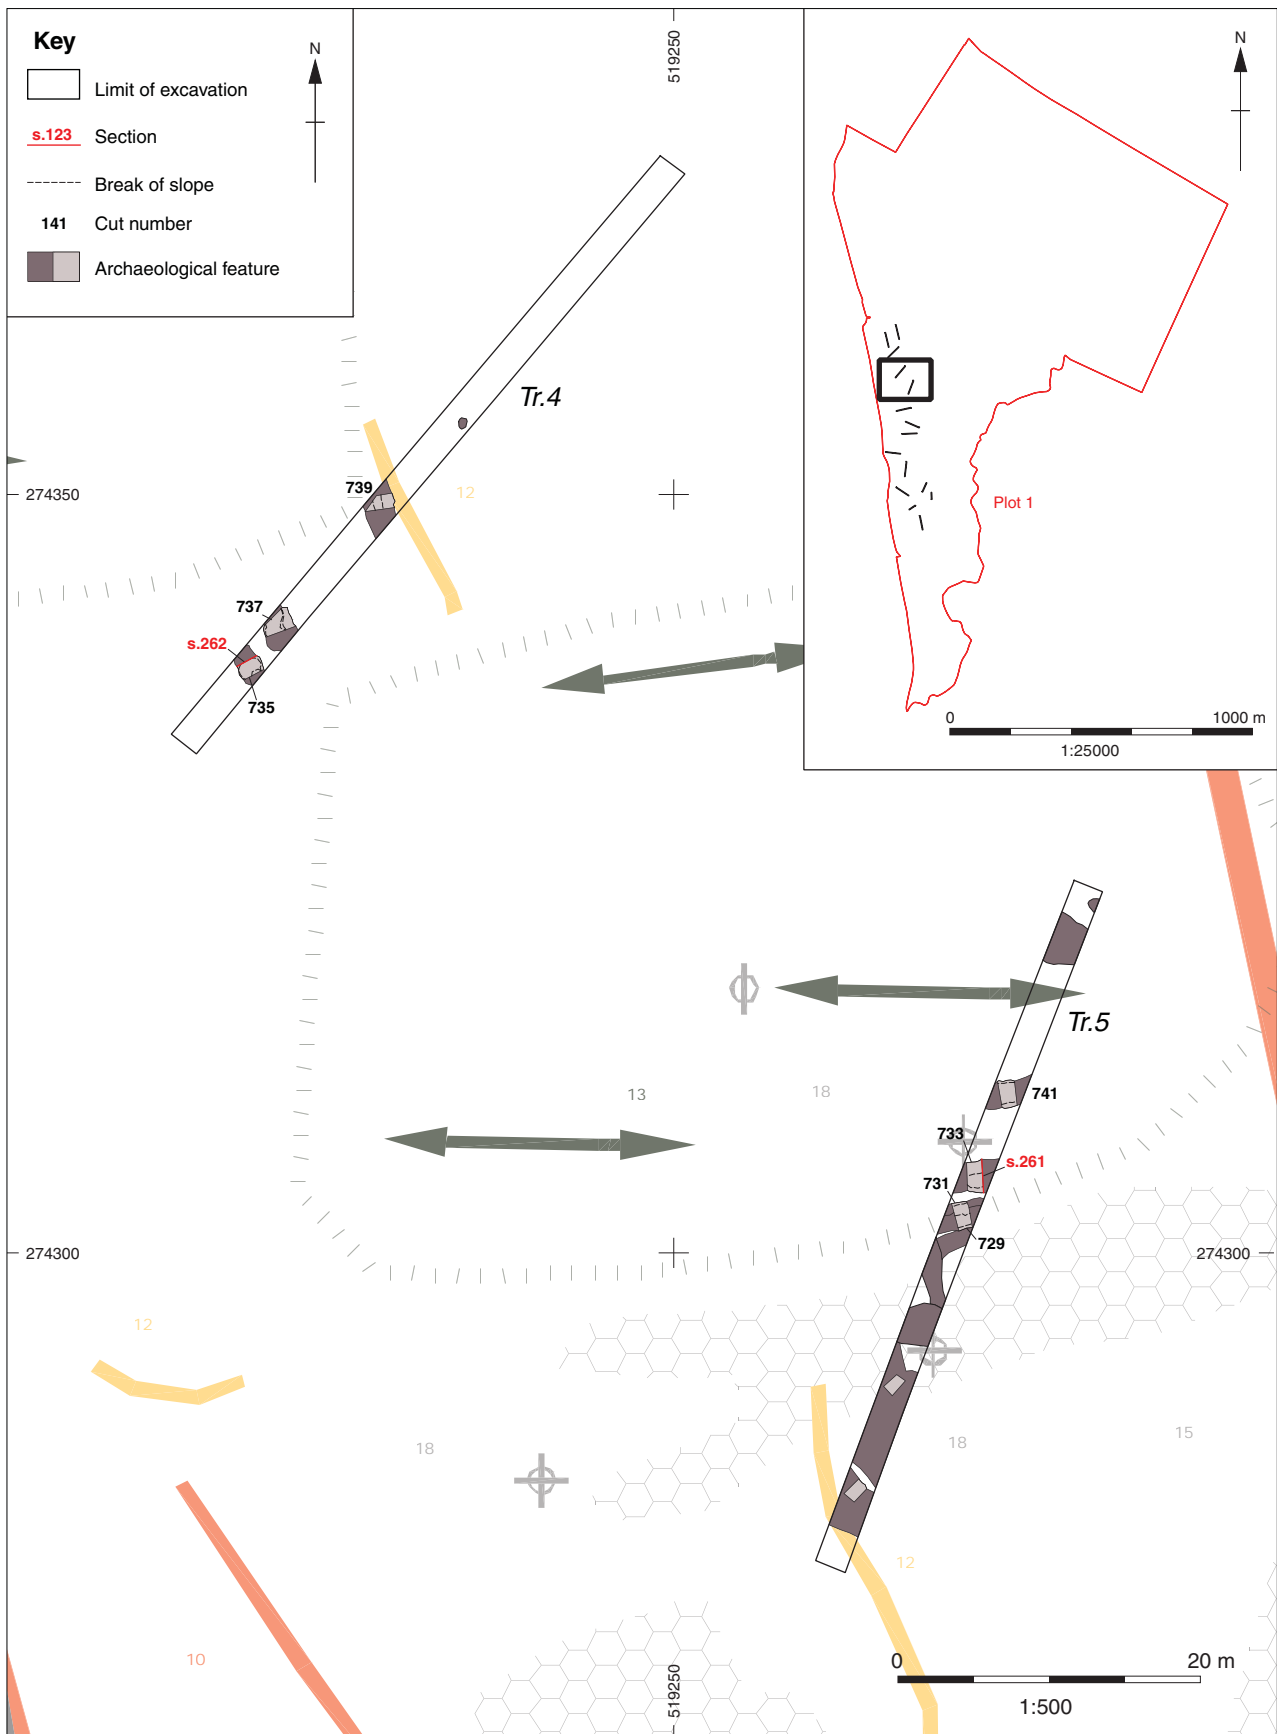 Key
N
Limit of excavation
s.123 Section
Break of slope
141 Cut number
Archaeological feature
519250
N
Plot 1
0 1000 m
1:25000
Tr.4
739
12
274350
737
s.262
735
Tr.5
13
18
741
733
s.261
731
729
274300
274300
12
18
18
15
12
10
519250
0 20 m
1:500